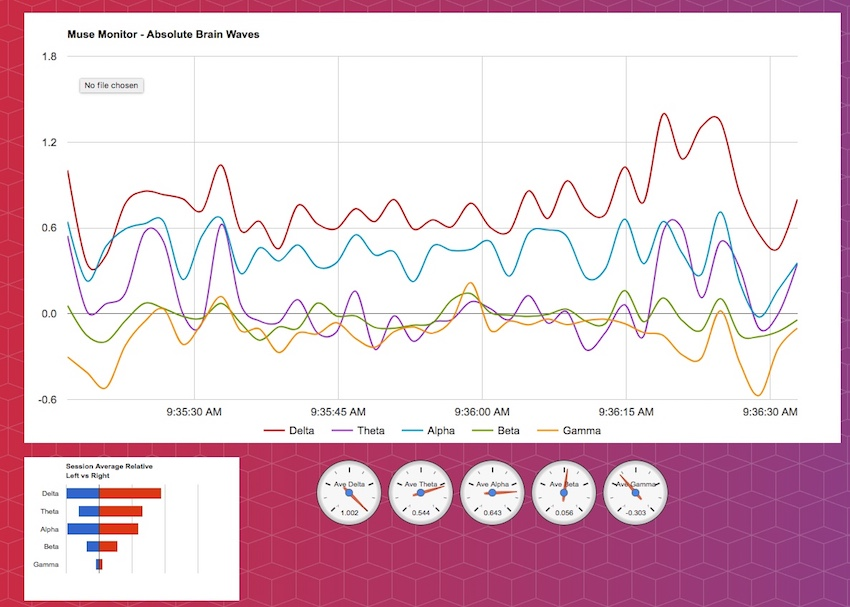 Muse Monitor - Absolute Brain Waves
1.8
No file chosen
1.2
0.6
0.0
-0.6
9:35:30 AM 9:35:45 AM 9:36:00 AM 9:36:15 AM 9:36:30 AM
Delta Theta Alpha Beta Gamma
Session Average Relative
Left vs Right
Delta
Theta
Alpha
Beta
Gamma
Ave Delta Ave Theta Ave Alpha Ave Beta Ave Gamma
1.002 0.544 0.643 0.056 -0.303